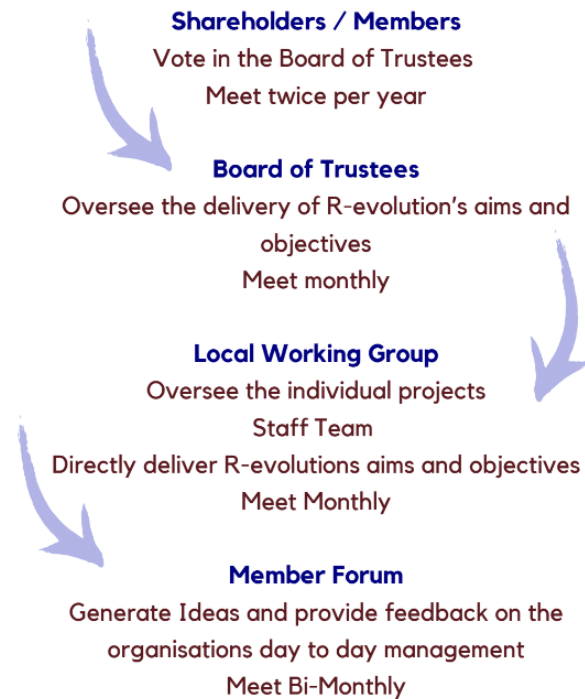 Shareholders / Members
Vote in the Board of Trustees
Meet twice per year
Board of Trustees
Oversee the delivery of R-evolution's aims and
objectives
Meet monthly
Local Working Group
Oversee the individual projects
Staff Team
Directly deliver R-evolutions aims and objectives
Meet Monthly
Member Forum
Generate Ideas and provide feedback on the
organisations day to day management
Meet Bi-Monthly